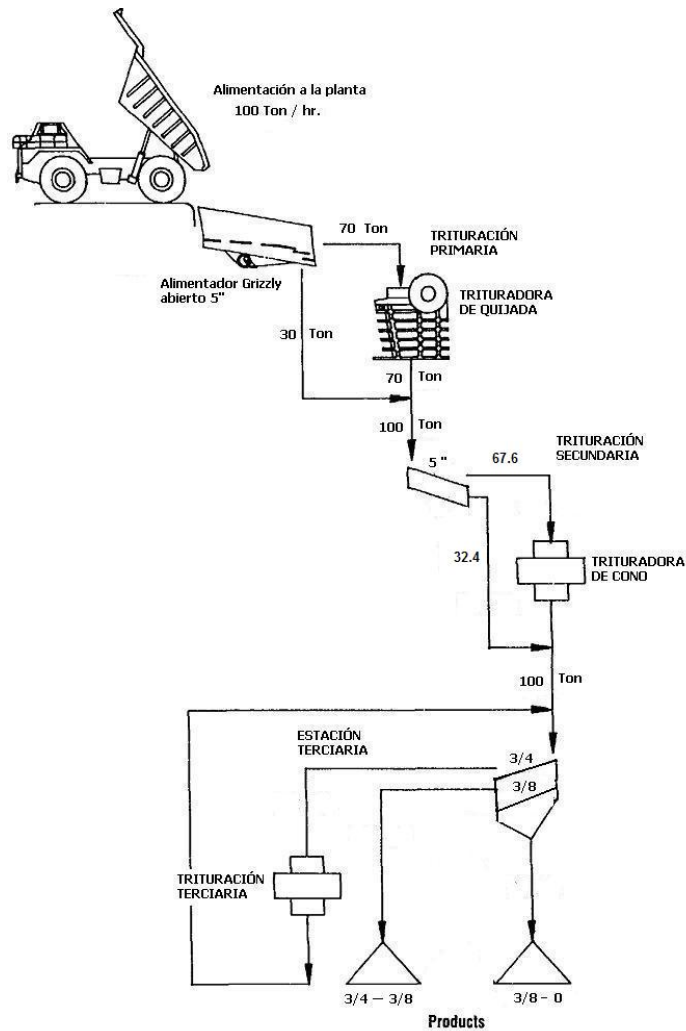 Alimentación a la planta
100 Ton / hr.
70 Ton
TRITURACIÓN
PRIMARIA
Alimentador Grizzly
abierto 5"
TRITURADORA
DE QUIJADA
30 Ton
70 Ton
100 Ton
TRITURACIÓN
SECUNDARIA
5 "
67.6
32.4
TRITURADORA
DE CONO
100 Ton
ESTACIÓN
TERCIARIA
3/4
3/8
TRITURACIÓN
TERCIARIA
3/4 – 3/8
3/8 - 0
Products